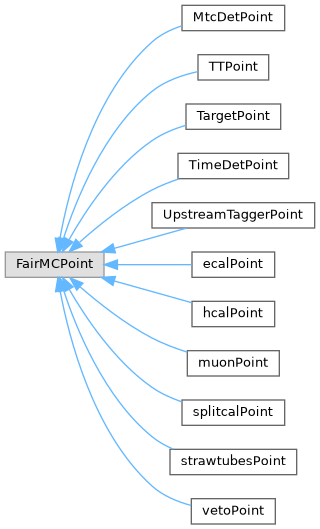 MtcDetPoint
TTPoint
TargetPoint
TimeDetPoint
UpstreamTaggerPoint
FairMCPoint
ecalPoint
hcalPoint
muonPoint
splitcalPoint
strawtubesPoint
vetoPoint